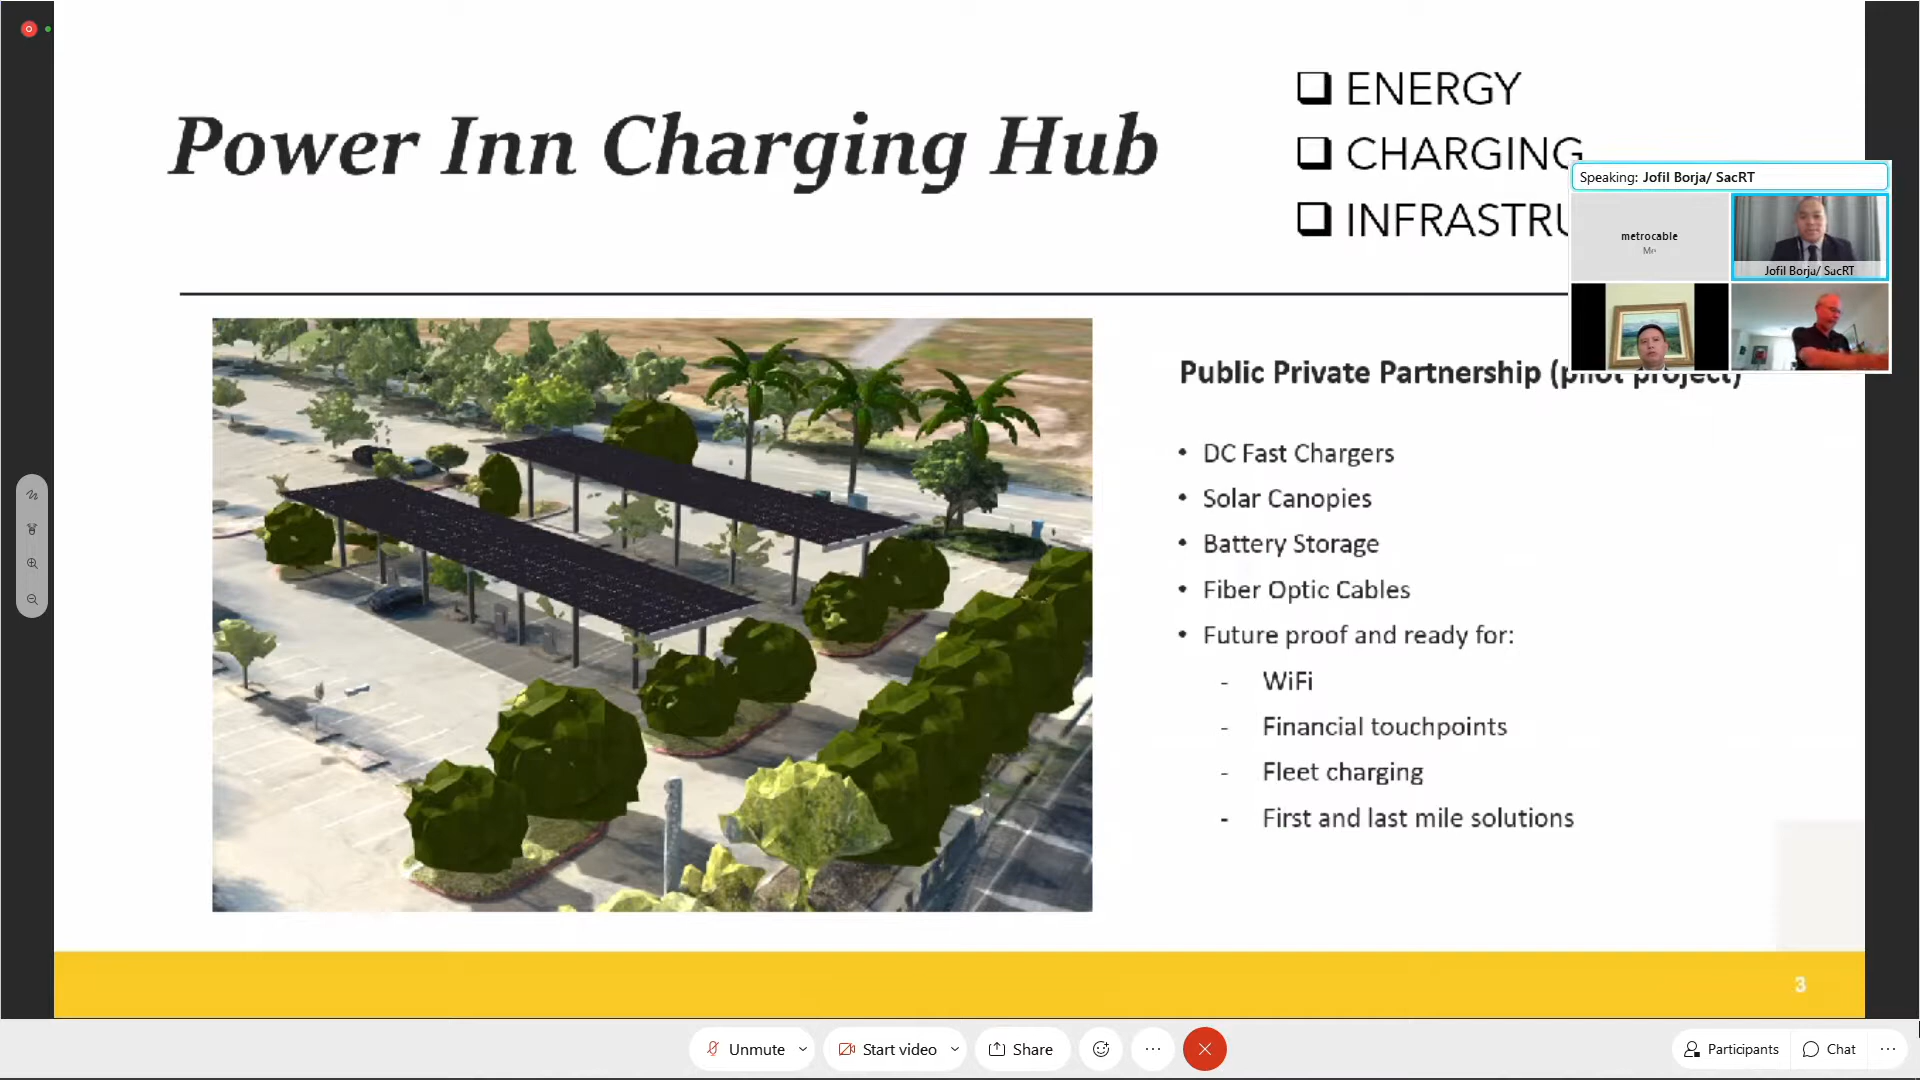 Power Inn Charging Hub
❑ ENERGY
❑ CHARGING
❑ INFRASTRU
Speaking: Jofil Borja/ SacRT
metrocable
Jofil Borja/ SacRT
Public Private Partnership (pilot project)
• DC Fast Chargers
• Solar Canopies
• Battery Storage
• Fiber Optic Cables
• Future proof and ready for:
- WiFi
- Financial touchpoints
- Fleet charging
- First and last mile solutions
3
Unmute
Start video
Share
Participants
Chat